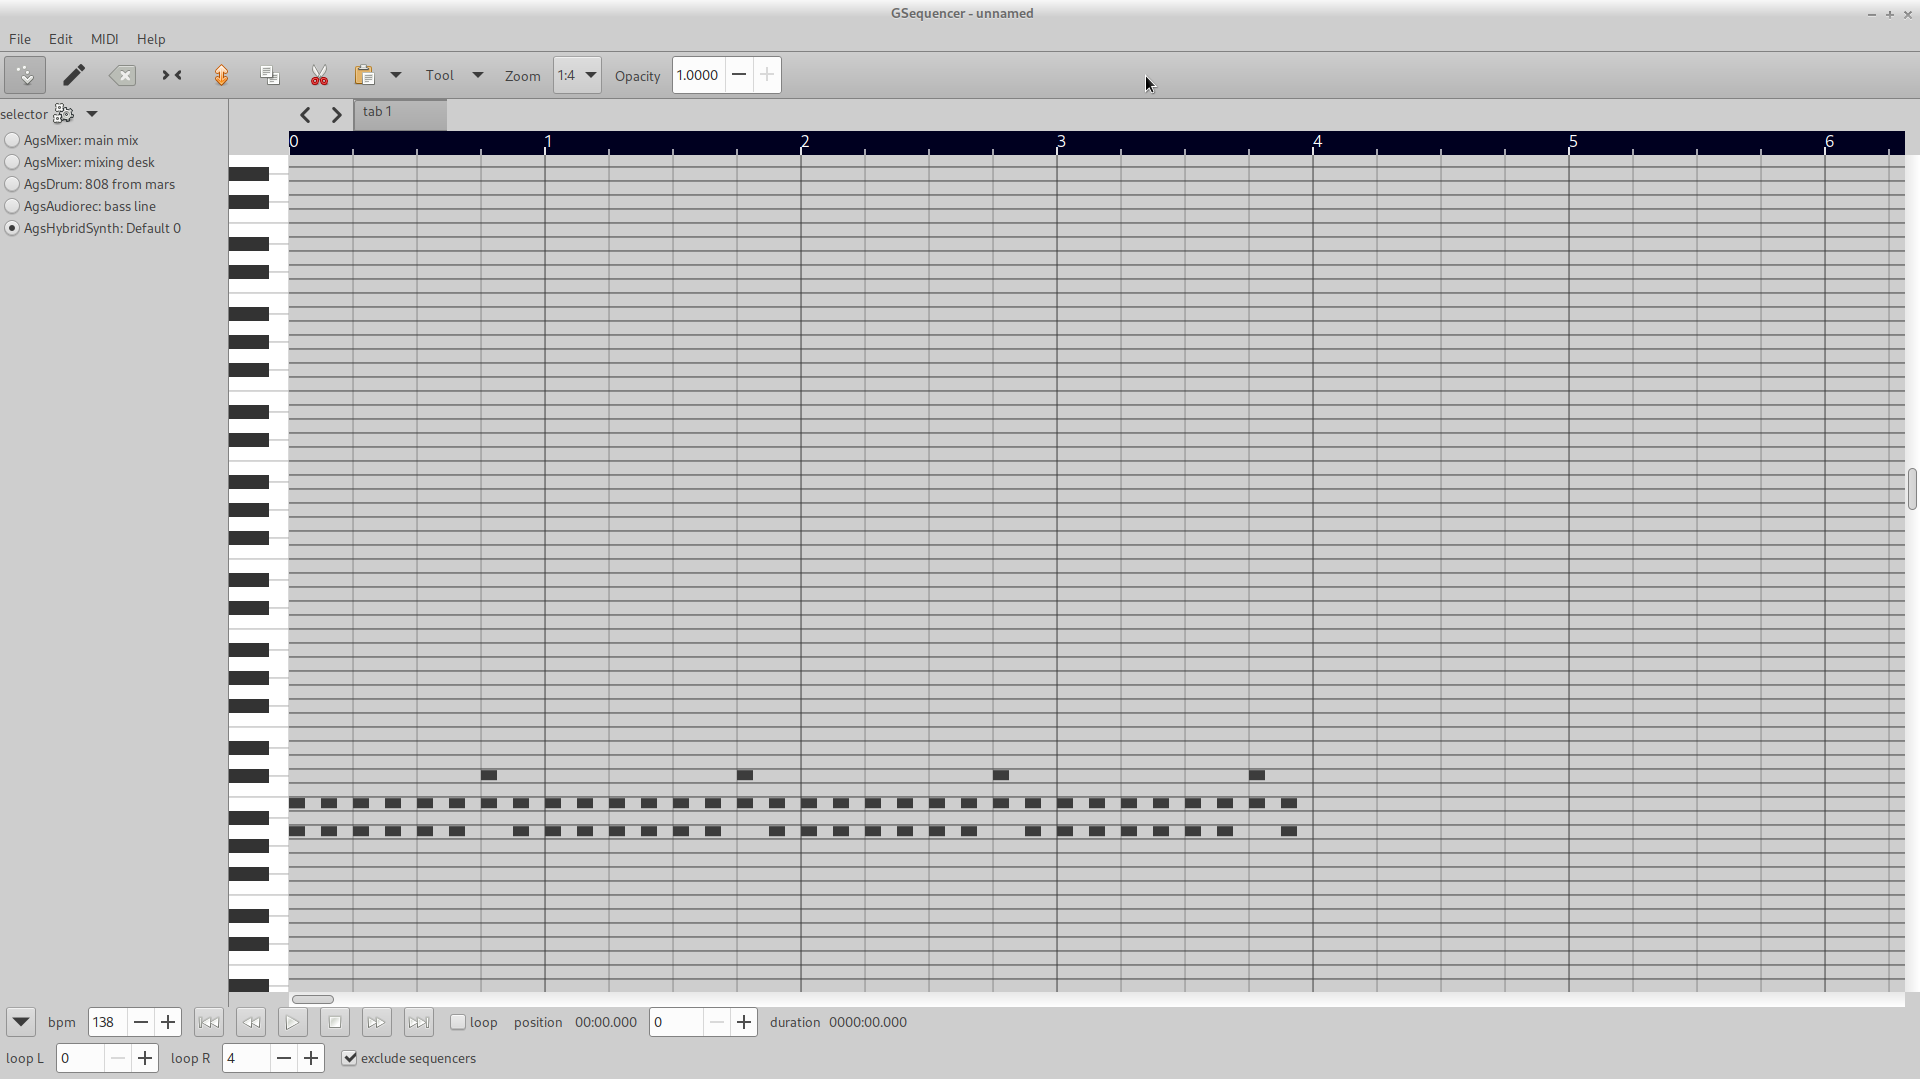 GSequencer - unnamed
File Edit MIDI Help
Tool Zoom 1:4 Opacity 1.0000
selector
tab 1
0 1 2 3 4 5 6
AgsMixer: main mix
AgsMixer: mixing desk
AgsDrum: 808 from mars
AgsAudiorec: bass line
AgsHybridSynth: Default 0
bpm 138 loop position 00:00.000 0 duration 0000:00.000
loop L 0 loop R 4 exclude sequencers